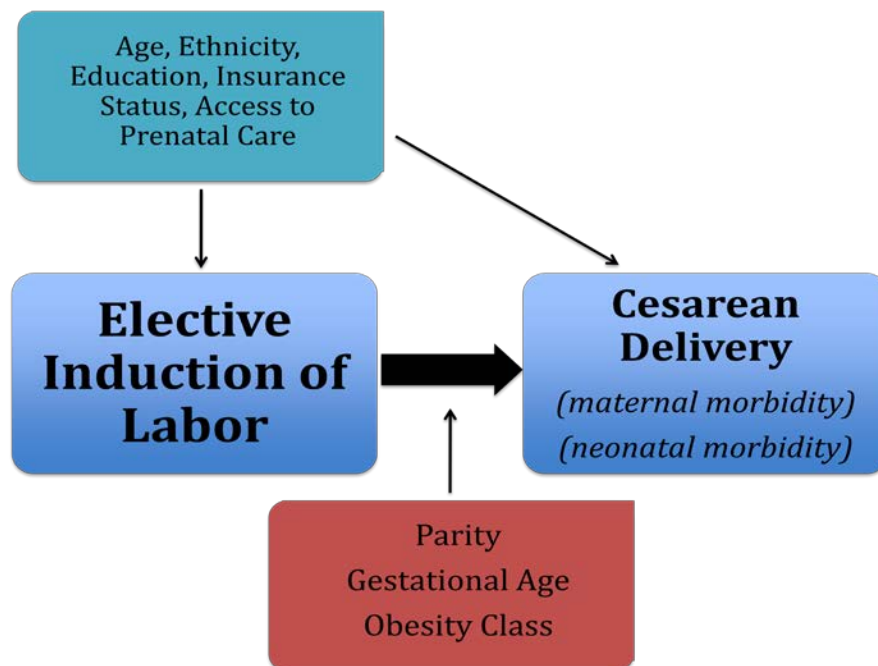 Age, Ethnicity,
Education, Insurance
Status, Access to
Prenatal Care
Elective
Induction of
Labor
Cesarean
Delivery
(maternal morbidity)
(neonatal morbidity)
Parity
Gestational Age
Obesity Class